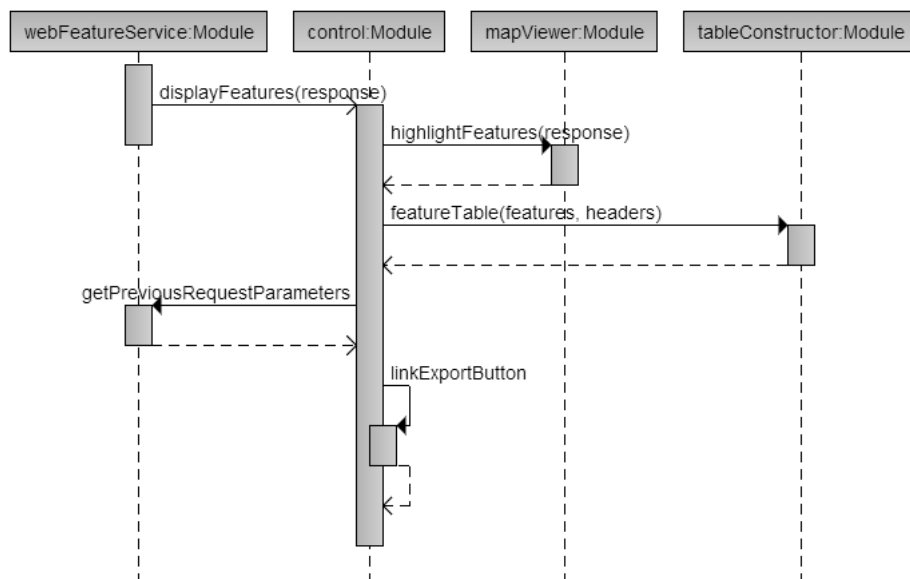 webFeatureService:Module
control:Module
mapViewer:Module
tableConstructor:Module
displayFeatures(response)
highlightFeatures(response)
featureTable(features, headers)
getPreviousRequestParameters
linkExportButton